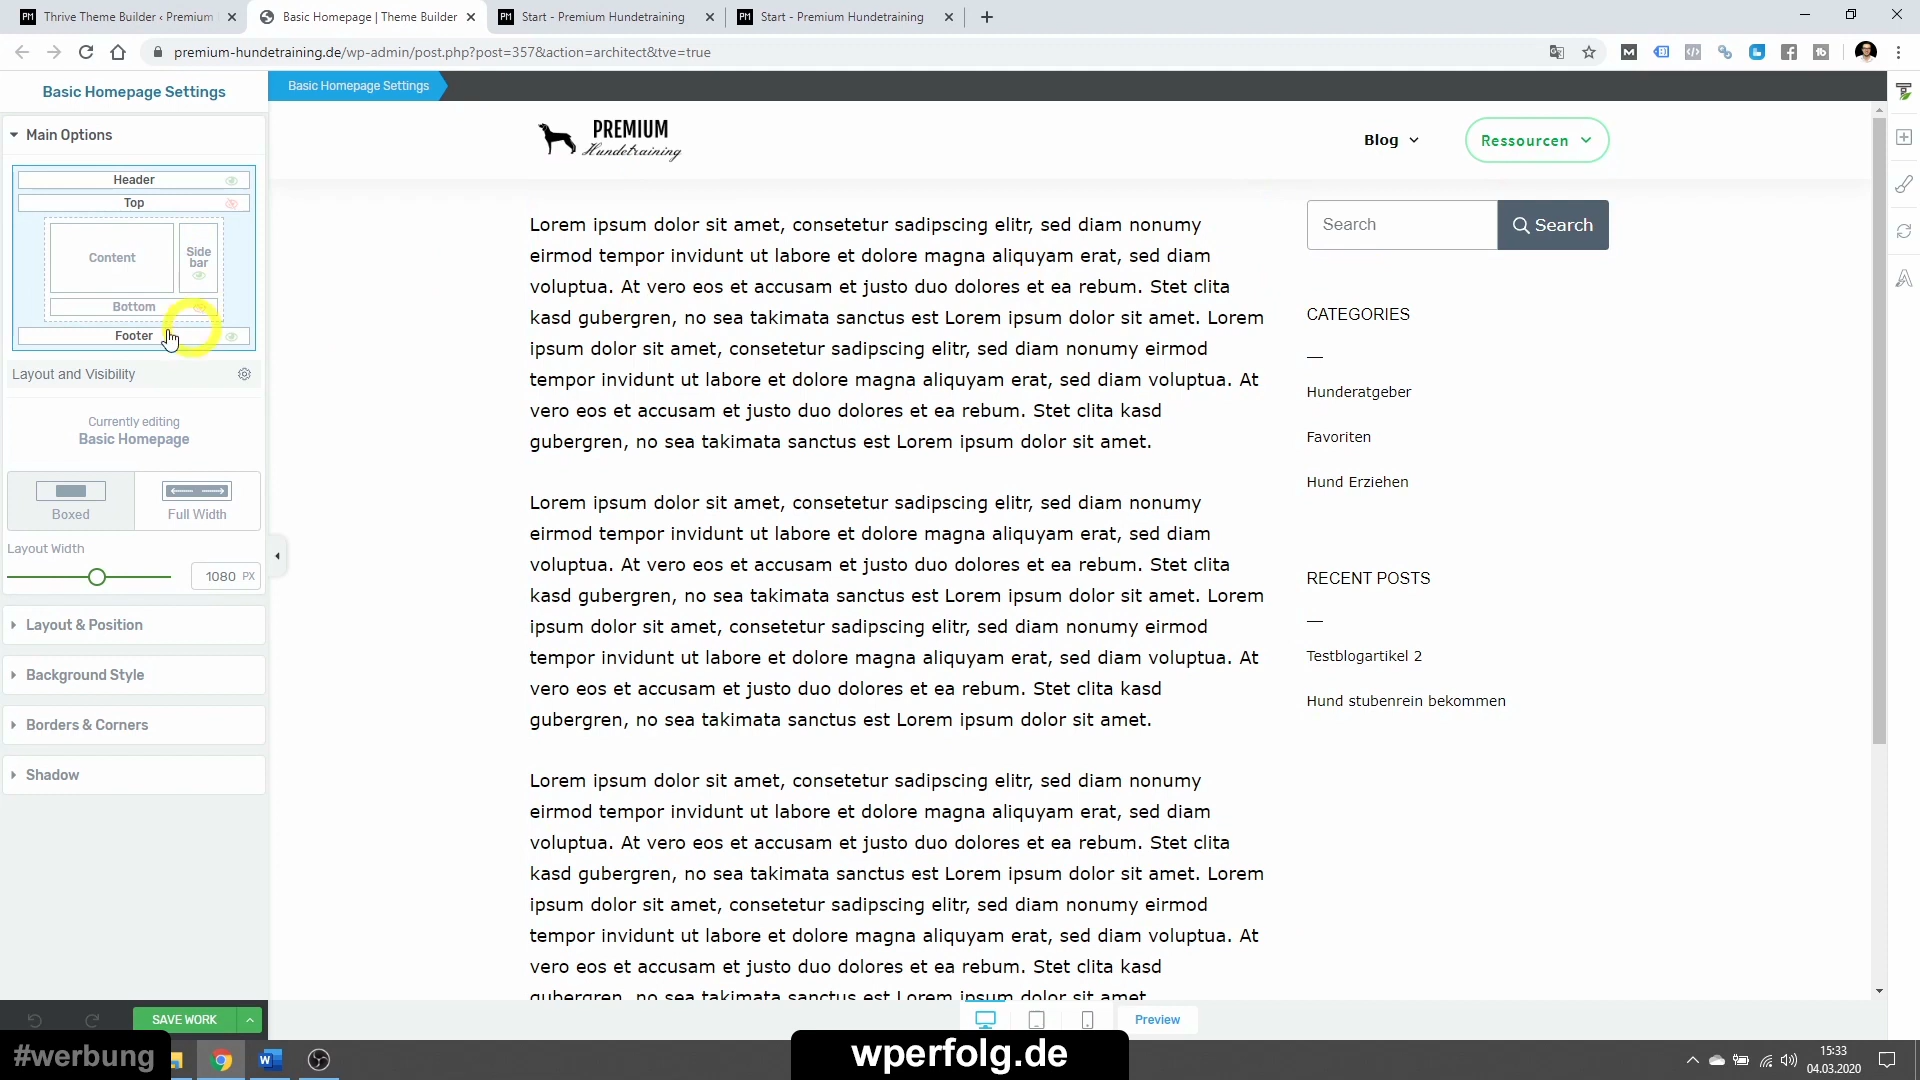 Thrive Theme Builder ‹ Premium
Basic Homepage | Theme Builder
Start - Premium Hundetraining
Start - Premium Hundetraining
premium-hundetraining.de/wp-admin/post.php?post=357&action=architect&tve=true
Basic Homepage Settings
Main Options
Header
Top
Content
Side
bar
Bottom
Footer
Layout and Visibility
Currently editing
Basic Homepage
Boxed
Full Width
Layout Width
1080 PX
Layout & Position
Background Style
Borders & Corners
Shadow
SAVE WORK
Basic Homepage Settings
PREMIUM
Hundetraining
Blog
Ressourcen
Lorem ipsum dolor sit amet, consetetur sadipscing elitr, sed diam nonumy
eirmod tempor invidunt ut labore et dolore magna aliquyam erat, sed diam
voluptua. At vero eos et accusam et justo duo dolores et ea rebum. Stet clita
kasd gubergren, no sea takimata sanctus est Lorem ipsum dolor sit amet. Lorem
ipsum dolor sit amet, consetetur sadipscing elitr, sed diam nonumy eirmod
tempor invidunt ut labore et dolore magna aliquyam erat, sed diam voluptua. At
vero eos et accusam et justo duo dolores et ea rebum. Stet clita kasd
gubergren, no sea takimata sanctus est Lorem ipsum dolor sit amet.
Lorem ipsum dolor sit amet, consetetur sadipscing elitr, sed diam nonumy
eirmod tempor invidunt ut labore et dolore magna aliquyam erat, sed diam
voluptua. At vero eos et accusam et justo duo dolores et ea rebum. Stet clita
kasd gubergren, no sea takimata sanctus est Lorem ipsum dolor sit amet. Lorem
ipsum dolor sit amet, consetetur sadipscing elitr, sed diam nonumy eirmod
tempor invidunt ut labore et dolore magna aliquyam erat, sed diam voluptua. At
vero eos et accusam et justo duo dolores et ea rebum. Stet clita kasd
gubergren, no sea takimata sanctus est Lorem ipsum dolor sit amet.
Lorem ipsum dolor sit amet, consetetur sadipscing elitr, sed diam nonumy
eirmod tempor invidunt ut labore et dolore magna aliquyam erat, sed diam
voluptua. At vero eos et accusam et justo duo dolores et ea rebum. Stet clita
kasd gubergren, no sea takimata sanctus est Lorem ipsum dolor sit amet. Lorem
ipsum dolor sit amet, consetetur sadipscing elitr, sed diam nonumy eirmod
tempor invidunt ut labore et dolore magna aliquyam erat, sed diam voluptua. At
vero eos et accusam et justo duo dolores et ea rebum. Stet clita kasd
gubergren, no sea takimata sanctus est Lorem ipsum dolor sit amet.
Search
Search
CATEGORIES
—
Hunderatgeber
Favoriten
Hund Erziehen
RECENT POSTS
—
Testblogartikel 2
Hund stubenrein bekommen
Preview
#werbung
wperfolg.de
15:33
04.03.2020